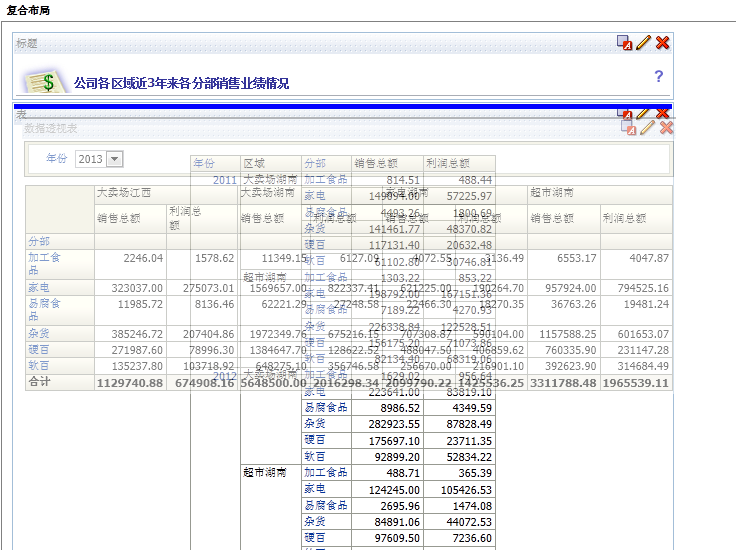 复合布局
标题
公司各区域近3年来各分部销售业绩情况
?
表
数据透视表
年份 2013
年份 区域 分部 销售总额 利润总额
2011 大卖场湖南 加工食品 814.51 488.44
家电 149094.00 57225.97
易腐食品 4493.26 1800.69
杂货 141461.77 48370.82
硬百 117131.40 20632.48
软百 61102.80 30746.81
超市湖南 加工食品 1303.22 853.22
家电 198792.00 167151.36
易腐食品 7189.22 4270.93
杂货 226338.84 122528.51
硬百 156175.20 71073.86
软百 82134.40 68319.06
2012 大卖场湖南 加工食品 1629.02 956.64
家电 223641.00 83819.10
易腐食品 8986.52 4349.59
杂货 282923.55 87828.49
硬百 175697.10 23711.35
软百 92899.20 52834.22
超市湖南 加工食品 488.71 365.39
家电 124245.00 105426.53
易腐食品 2695.96 1474.08
杂货 84891.06 44072.53
硬百 97609.50 7236.60
大卖场江西 大卖场湖南 家电湖南 超市湖南
销售总额 利润总额 销售总额 利润总额 销售总额 利润总额 销售总额 利润总额
分部
加工食品 2246.04 1578.62 11349.15 6127.09 4072.55 3136.49 6553.17 4047.87
家电 323037.00 275073.01 1569657.00 822337.41 621225.00 190264.70 957924.00 794525.16
易腐食品 11985.72 8136.46 62221.29 27248.58 22466.30 18270.35 36763.26 19481.24
杂货 385246.72 207404.86 1972349.76 675216.15 707308.87 590104.00 1157588.25 601653.07
硬百 271987.60 78996.30 1384647.70 128622.52 488047.50 406859.62 760335.90 231147.28
软百 135237.80 103718.92 648275.10 356746.58 256670.00 216901.10 392623.90 314684.49
合计 1129740.88 674908.16 5648500.00 2016298.34 2099790.22 1425536.25 3311788.48 1965539.11